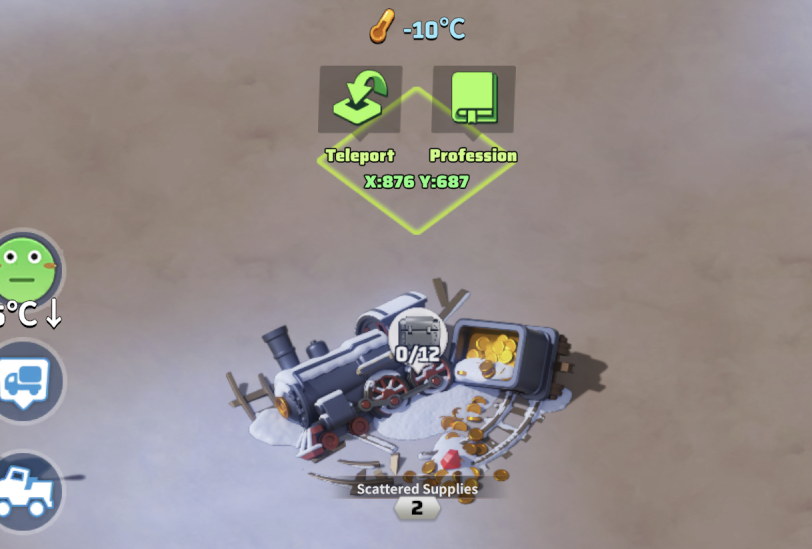 -10°C
Teleport Profession
X:876 Y:687
°C↓
0/12
Scattered Supplies
2